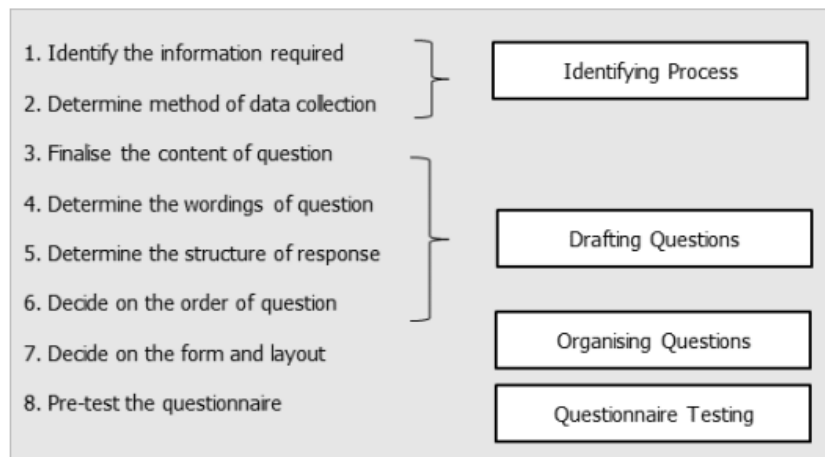 1. Identify the information required
2. Determine method of data collection
Identifying Process
3. Finalise the content of question
4. Determine the wordings of question
5. Determine the structure of response
6. Decide on the order of question
Drafting Questions
7. Decide on the form and layout
Organising Questions
8. Pre-test the questionnaire
Questionnaire Testing